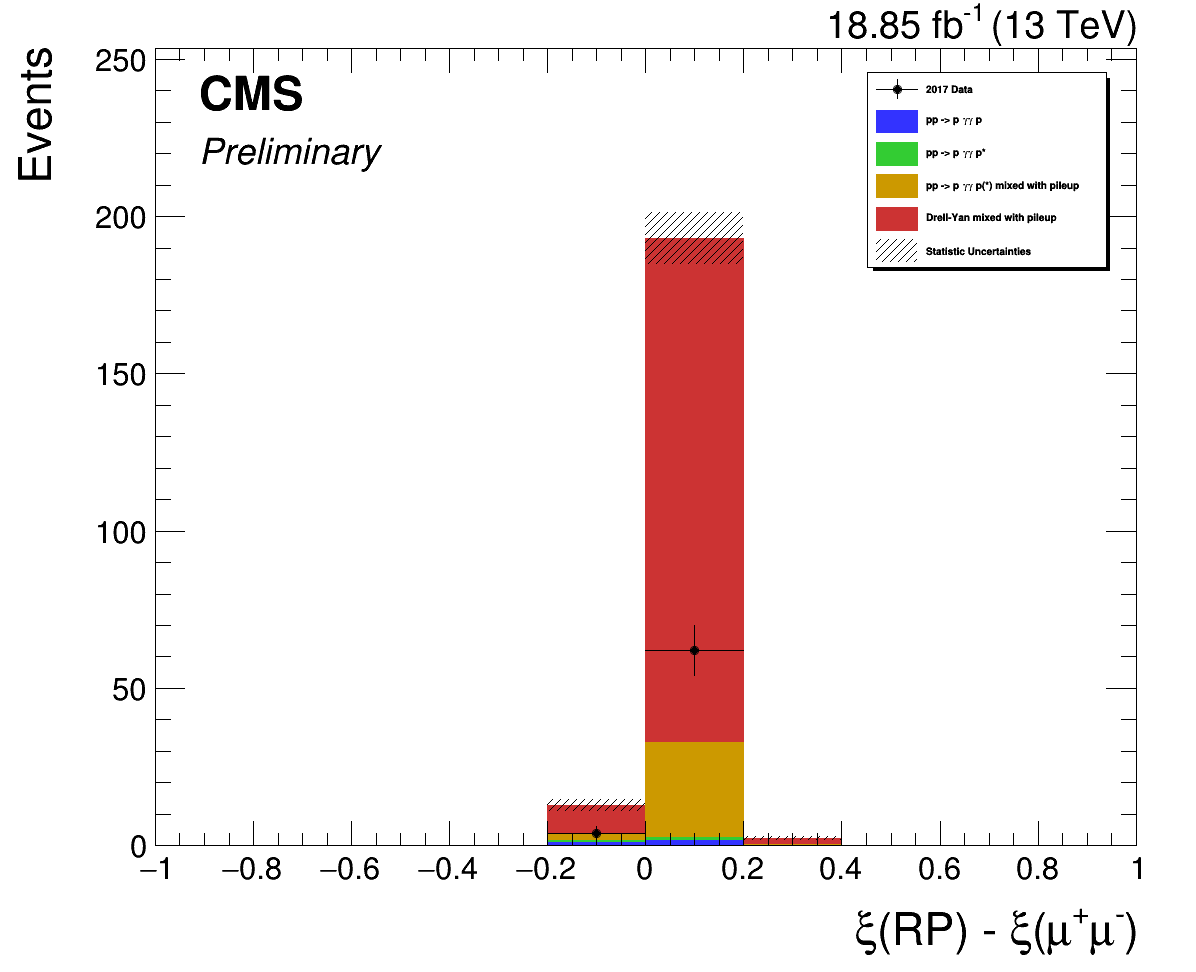 18.85 fb⁻¹ (13 TeV)
Events
CMS
Preliminary
2017 Data
pp -> p γγ p
pp -> p γγ p*
pp -> p γγ p(*) mixed with pileup
Drell-Yan mixed with pileup
Statistic Uncertainties
250
200
150
100
50
0
−1 −0.8 −0.6 −0.4 −0.2 0 0.2 0.4 0.6 0.8 1
ξ(RP) - ξ(μ⁺μ⁻)